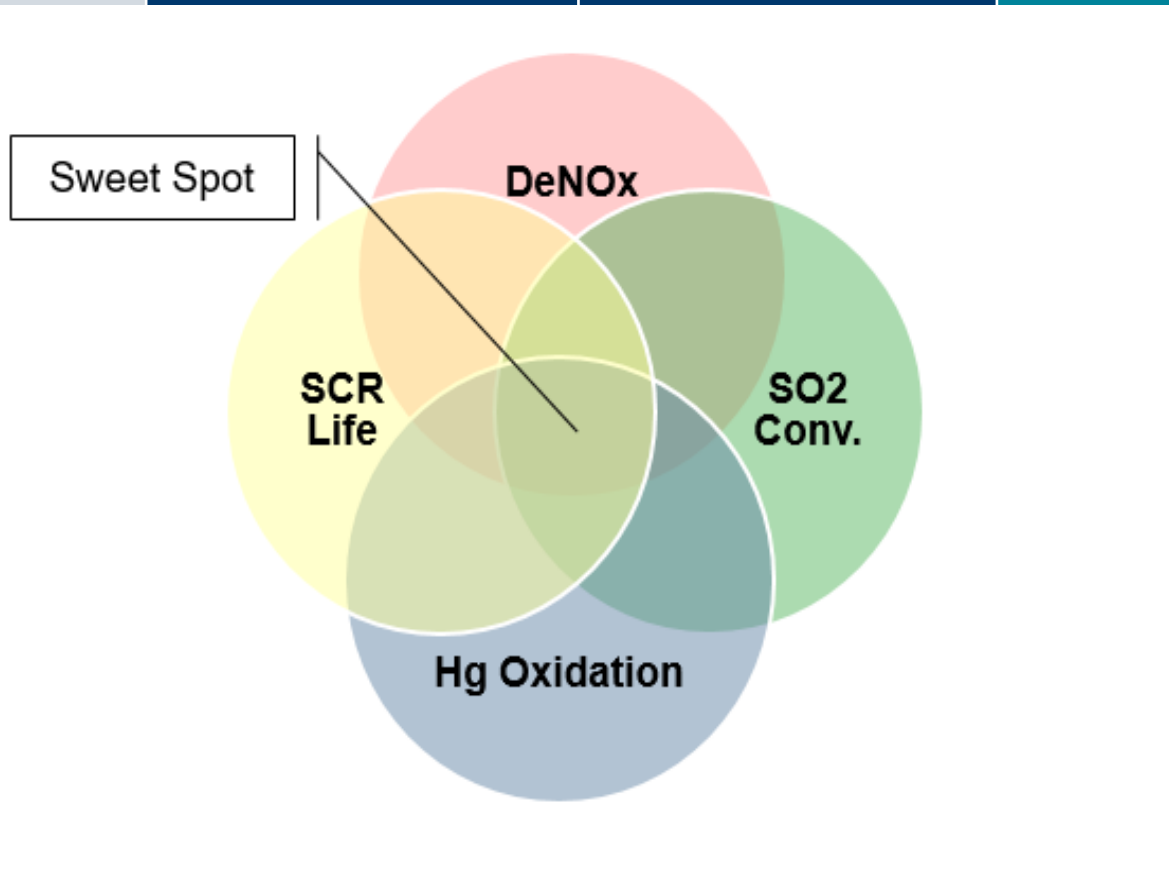 DeNOx
Sweet Spot
SCR
Life
SO2
Conv.
Hg Oxidation